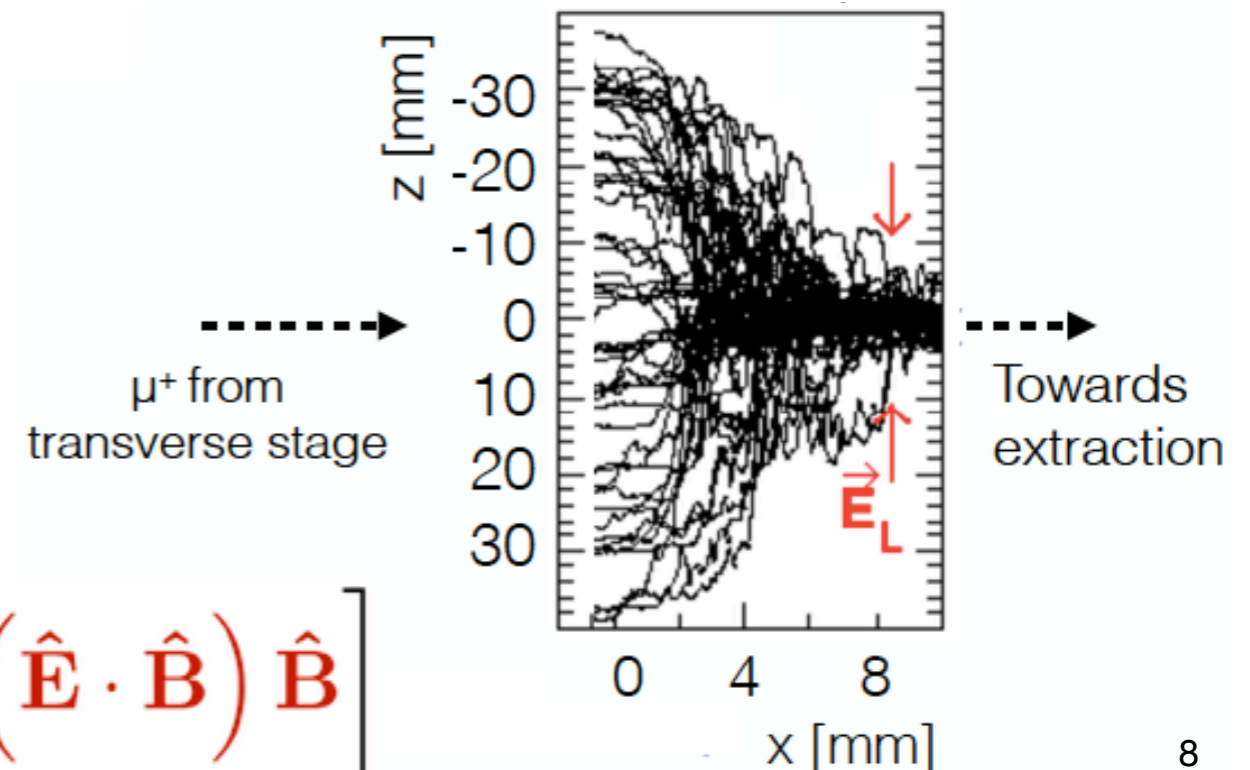 z [mm]
-30
-20
-10
0
10
20
30
μ+ from
transverse stage
Towards
extraction
E⃗L
(Ê · B̂) B̂]
0 4 8
x [mm]
8